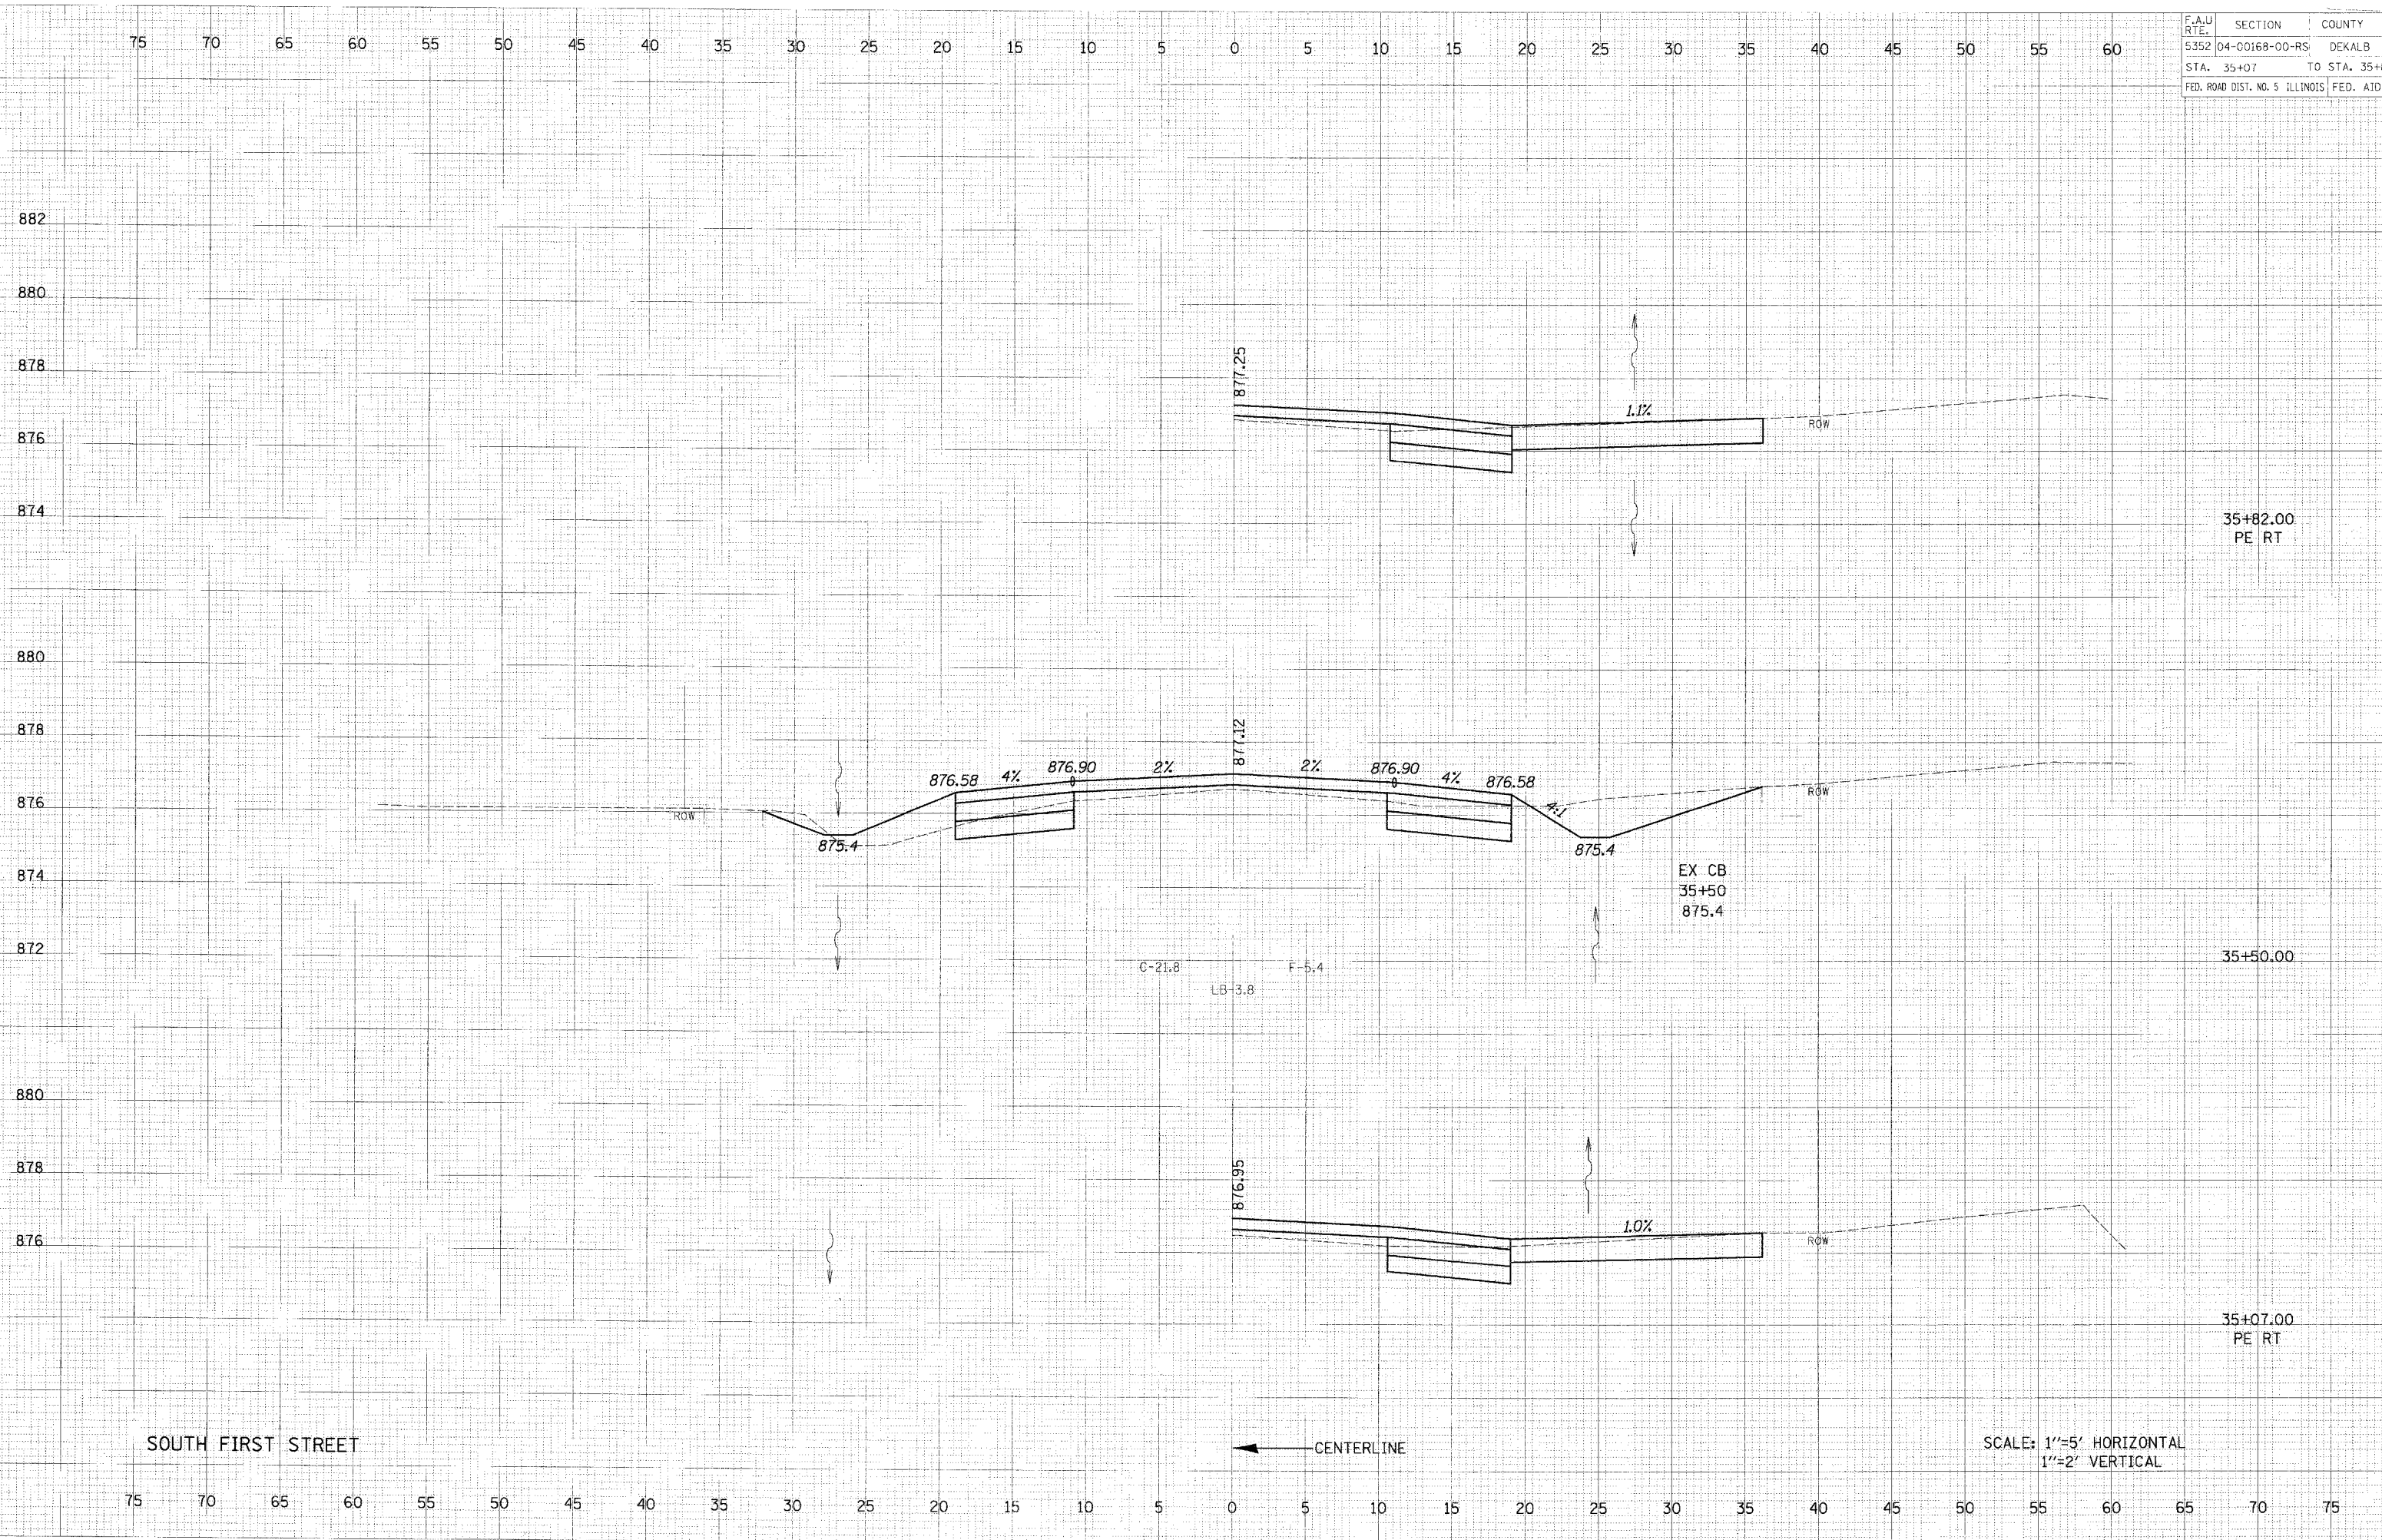 F.A.U RTE. SECTION COUNTY
5352 04-00168-00-RS DEKALB
STA. 35+07 TO STA. 35+
FED. ROAD DIST. NO. 5 ILLINOIS FED. AID
75 70 65 60 55 50 45 40 35 30 25 20 15 10 5 0 5 10 15 20 25 30 35 40 45 50 55 60
882
880
878
877.25
1.1%
ROW
876
874
35+82.00
PE RT
880
878
877.12
876.58 4% 876.90 2% 2% 876.90 4% 876.58
4:1
ROW
876
ROW
875.4
875.4
874
EX CB
35+50
875.4
872
35+50.00
C-21.8 F-5.4
LB-3.8
880
878
876.95
1.0%
876
ROW
35+07.00
PE RT
SOUTH FIRST STREET
CENTERLINE
SCALE: 1"=5' HORIZONTAL
1"=2' VERTICAL
75 70 65 60 55 50 45 40 35 30 25 20 15 10 5 0 5 10 15 20 25 30 35 40 45 50 55 60 65 70 75